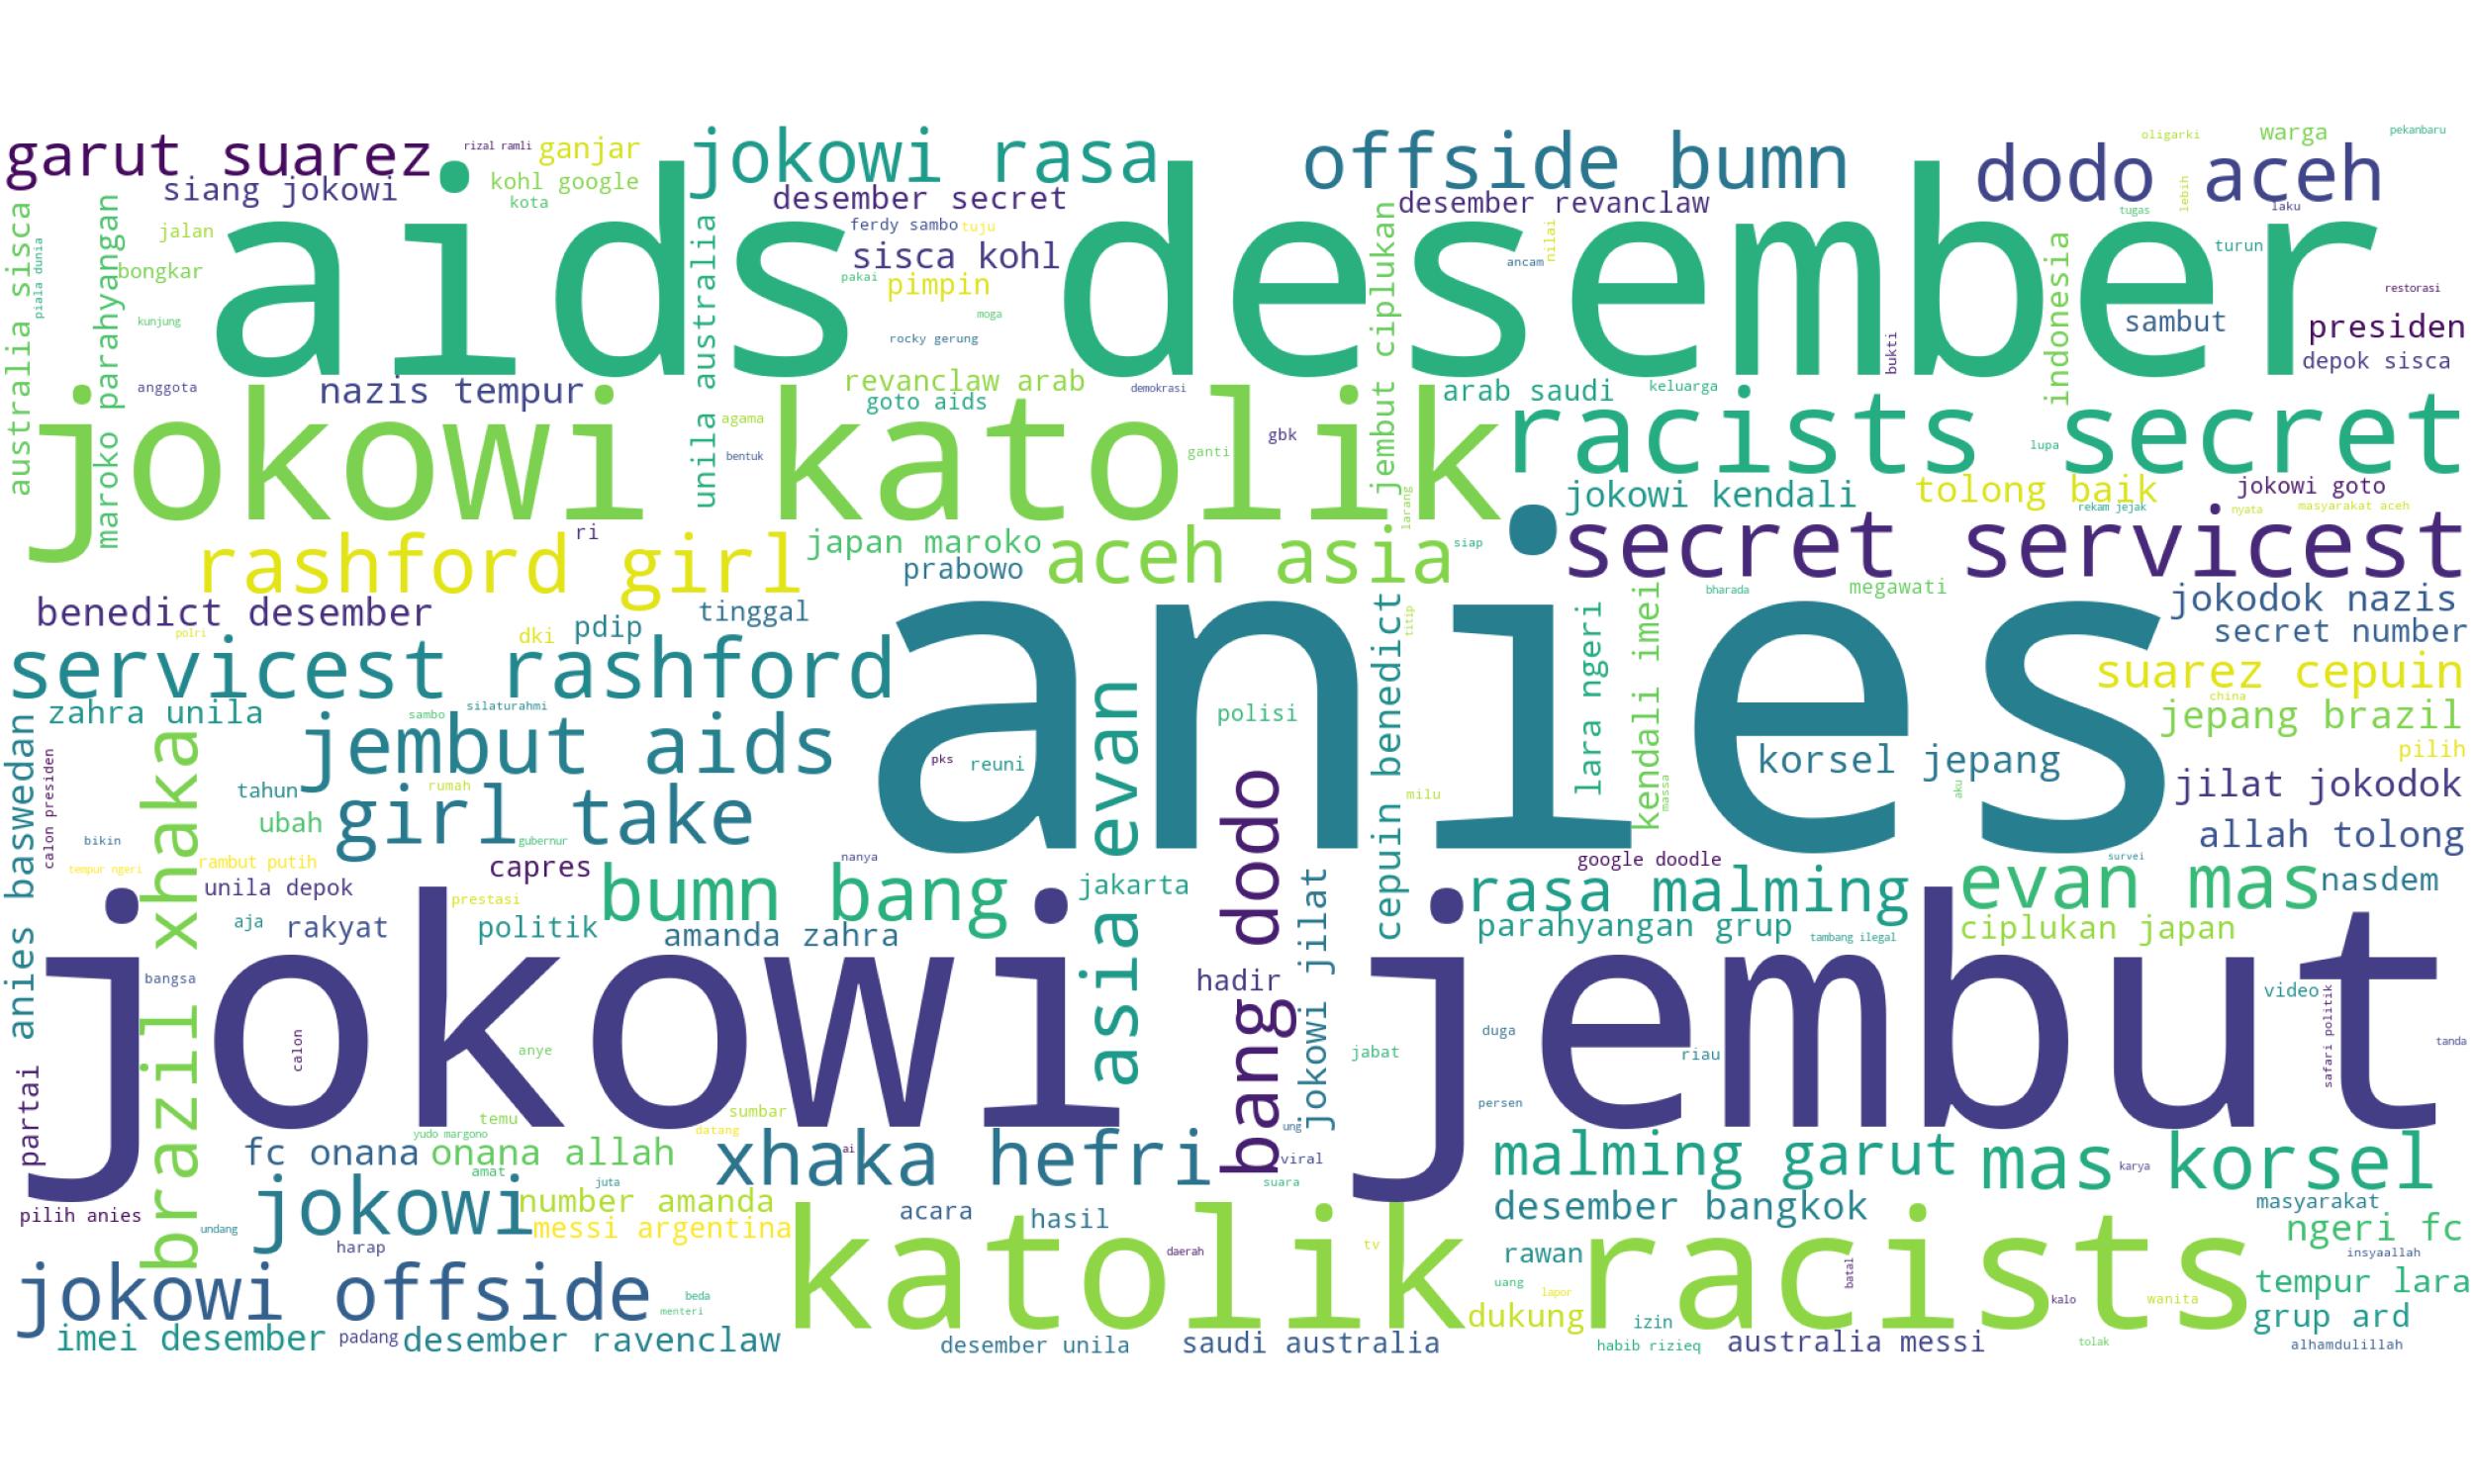 garut suarez
rizal ramli
ganjar
jokowi rasa
offside bumn
oligarki
warga
pekanbaru
dodo aceh
siang jokowi
kohl google
kota
desember secret
desember revanclaw
lebih
tugas
laku
aids desember
australia sisca
piala dunia
maroko parahyangan
jalan
bongkar
kunjung
unila australia
ferdy sambo
tuju
sisca kohl
pakai
pimpin
moga
rocky gerung
jembut ciplukan
nilai
ancam
bukti
indonesia
turun
restorasi
sambut
presiden
depok sisca
anggota
nazis tempur
revanclaw arab
goto aids
demokrasi
arab saudi
keluarga
jokowi katolik
agama
bentuk
ganti
gbk
racists secret
lupa
jokowi kendali
tolong baik
jokowi goto
rekam jejak
nyata
masyarakat aceh
larang
ri
rashford girl
japan maroko
prabowo
aceh asia
siap
secret servicest
benedict desember
polri
tinggal
dki
pdip
bharada
megawati
jokodok nazis
secret number
servicest rashford
anies
titip
lara ngeri
kendali imei
massa
suarez cepuin
china
jepang brazil
zahra unila
sambo
silaturahmi
jembut aids
pks
reuni
polisi
cepuin benedict
korsel jepang
pilih
anies baswedan
calon presiden
brazil xhaka
tahun
rumah
ubah
girl take
gubernur
asia evan
bang dodo
milu
aku
jilat jokodok
allah tolong
bikin
tempur ngeri
rambut putih
unila depok
capres
nanya
google doodle
survei
prestasi
bumn bang
jakarta
jokowi jilat
rasa malming
evan mas
nasdem
aja
rakyat
politik
amanda zahra
parahyangan grup
tambang ilegal
ciplukan japan
jokowi jembut
bangsa
hadir
video
safari politik
calon
anye
jabat
duga
riau
tanda
partai
temu
sumbar
persen
yudo margono
datang
ung
fc onana
onana allah
amat
xhaka hefri
ai
viral
malming garut
mas korsel
karya
juta
suara
pilih anies
undang
jokowi
number amanda
messi argentina
acara
hasil
desember bangkok
masyarakat
ngeri fc
harap
katolik racists
daerah
tv
rawan
batal
insyaallah
jokowi offside
beda
menteri
uang
lapor
kalo
wanita
tempur lara
dukung
izin
grup ard
imei desember
padang
desember ravenclaw
desember unila
saudi australia
habib rizieq
australia messi
tolak
alhamdulillah